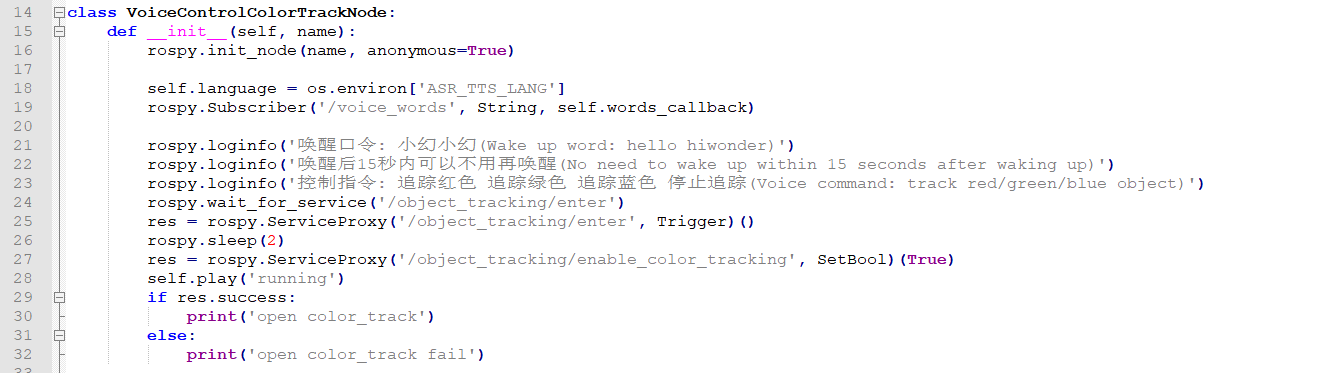 14 class VoiceControlColorTrackNode:
15 def __init__(self, name):
16 rospy.init_node(name, anonymous=True)
17
18 self.language = os.environ['ASR_TTS_LANG']
19 rospy.Subscriber('/voice_words', String, self.words_callback)
20
21 rospy.loginfo('唤醒口令: 小幻小幻(Wake up word: hello hiwonder)')
22 rospy.loginfo('唤醒后15秒内可以不用再唤醒(No need to wake up within 15 seconds after waking up)')
23 rospy.loginfo('控制指令: 追踪红色 追踪绿色 追踪蓝色 停止追踪(Voice command: track red/green/blue object)')
24 rospy.wait_for_service('/object_tracking/enter')
25 res = rospy.ServiceProxy('/object_tracking/enter', Trigger)()
26 rospy.sleep(2)
27 res = rospy.ServiceProxy('/object_tracking/enable_color_tracking', SetBool)(True)
28 self.play('running')
29 if res.success:
30 print('open color_track')
31 else:
32 print('open color_track fail')